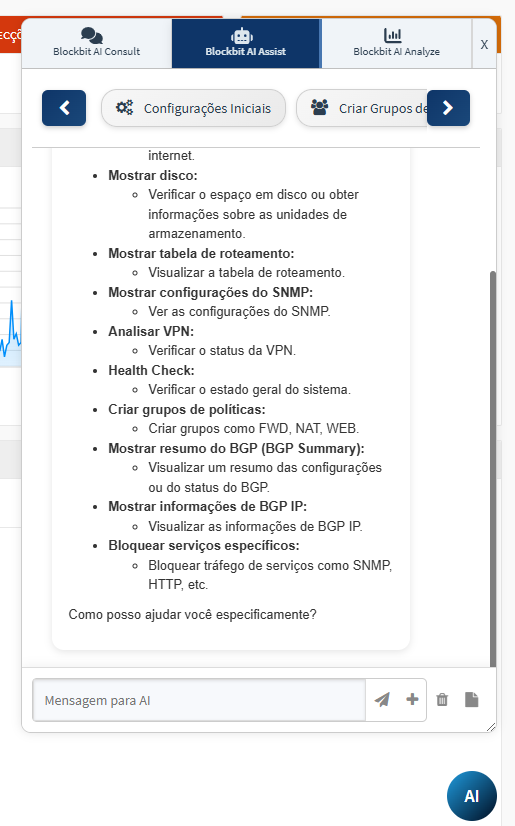 ECÇÕ
Blockbit AI Consult
Blockbit AI Assist
Blockbit AI Analyze
X
Configurações Iniciais
Criar Grupos de
internet.
Mostrar disco:
Verificar o espaço em disco ou obter
informações sobre as unidades de
armazenamento.
Mostrar tabela de roteamento:
Visualizar a tabela de roteamento.
Mostrar configurações do SNMP:
Ver as configurações do SNMP.
Analisar VPN:
Verificar o status da VPN.
Health Check:
Verificar o estado geral do sistema.
Criar grupos de políticas:
Criar grupos como FWD, NAT, WEB.
Mostrar resumo do BGP (BGP Summary):
Visualizar um resumo das configurações
ou do status do BGP.
Mostrar informações de BGP IP:
Visualizar as informações de BGP IP.
Bloquear serviços específicos:
Bloquear tráfego de serviços como SNMP,
HTTP, etc.
Como posso ajudar você especificamente?
Mensagem para AI
AI